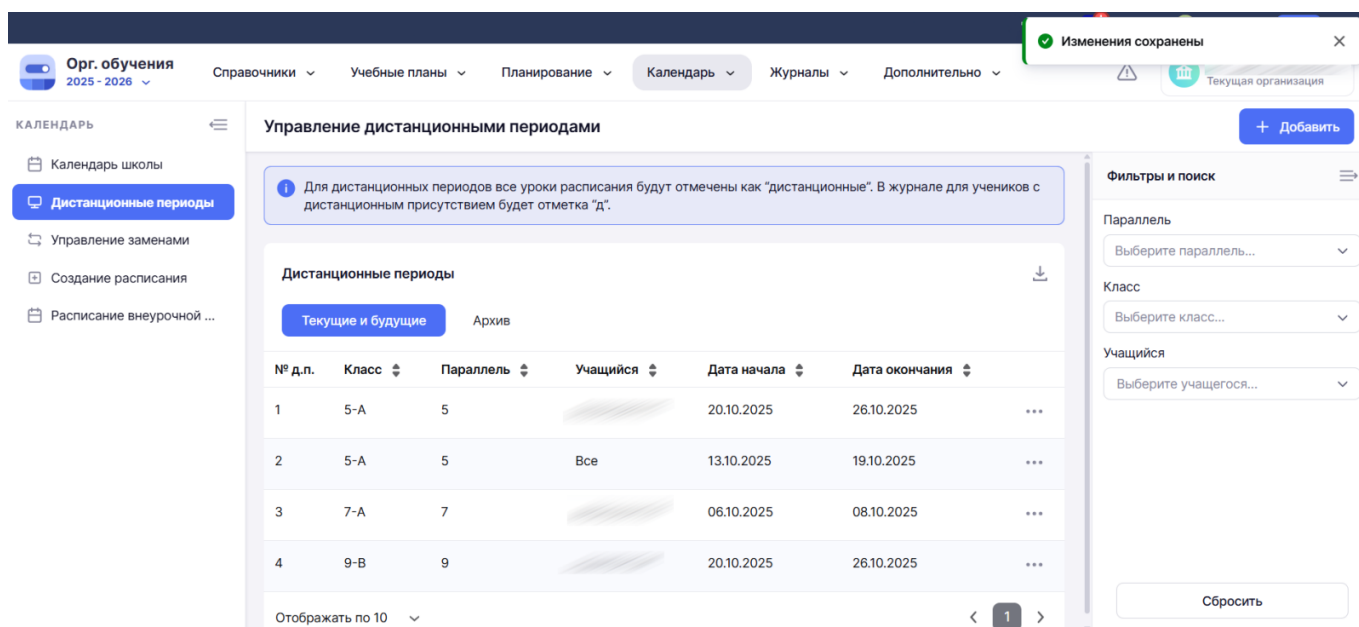 Изменения сохранены
Орг. обучения
2025 - 2026
Справочники
Учебные планы
Планирование
Календарь
Журналы
Дополнительно
Текущая организация
КАЛЕНДАРЬ
Управление дистанционными периодами
+ Добавить
Календарь школы
Дистанционные периоды
Управление заменами
Создание расписания
Расписание внеурочной ...
Для дистанционных периодов все уроки расписания будут отмечены как "дистанционные". В журнале для учеников с
дистанционным присутствием будет отметка "д".
Дистанционные периоды
Текущие и будущие
Архив
№ д.п. Класс Параллель Учащийся Дата начала Дата окончания
1 5-А 5 20.10.2025 26.10.2025
2 5-А 5 Все 13.10.2025 19.10.2025
3 7-А 7 06.10.2025 08.10.2025
4 9-В 9 20.10.2025 26.10.2025
Отображать по 10
1
Фильтры и поиск
Параллель
Выберите параллель...
Класс
Выберите класс...
Учащийся
Выберите учащегося...
Сбросить